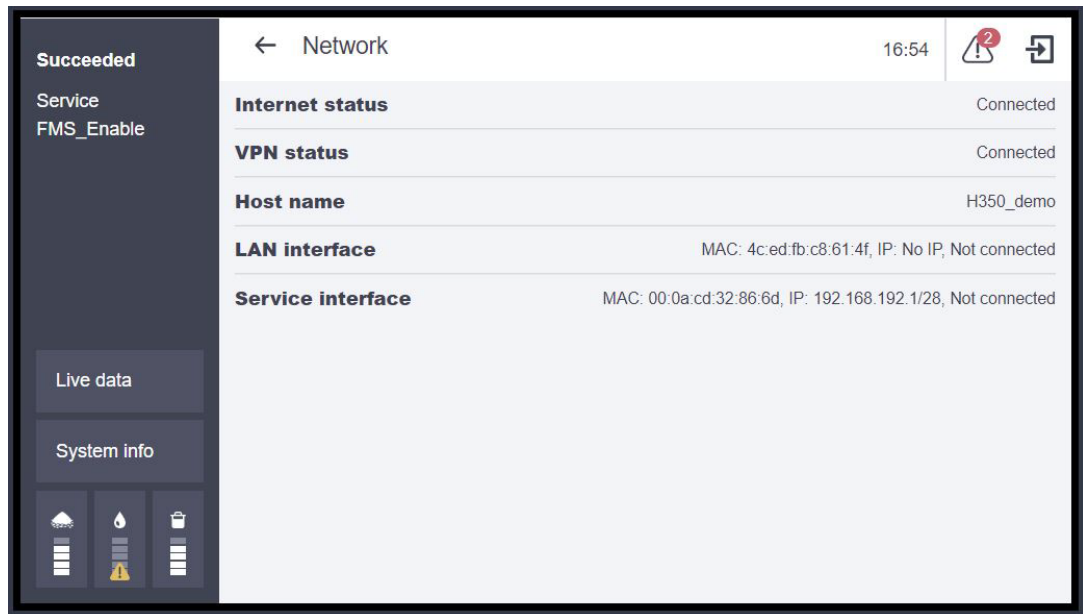 Succeeded
Service
FMS_Enable
Live data
System info
← Network
16:54
2
Internet status Connected
VPN status Connected
Host name H350_demo
LAN interface MAC: 4c:ed:fb:c8:61:4f, IP: No IP, Not connected
Service interface MAC: 00:0a:cd:32:86:6d, IP: 192.168.192.1/28, Not connected